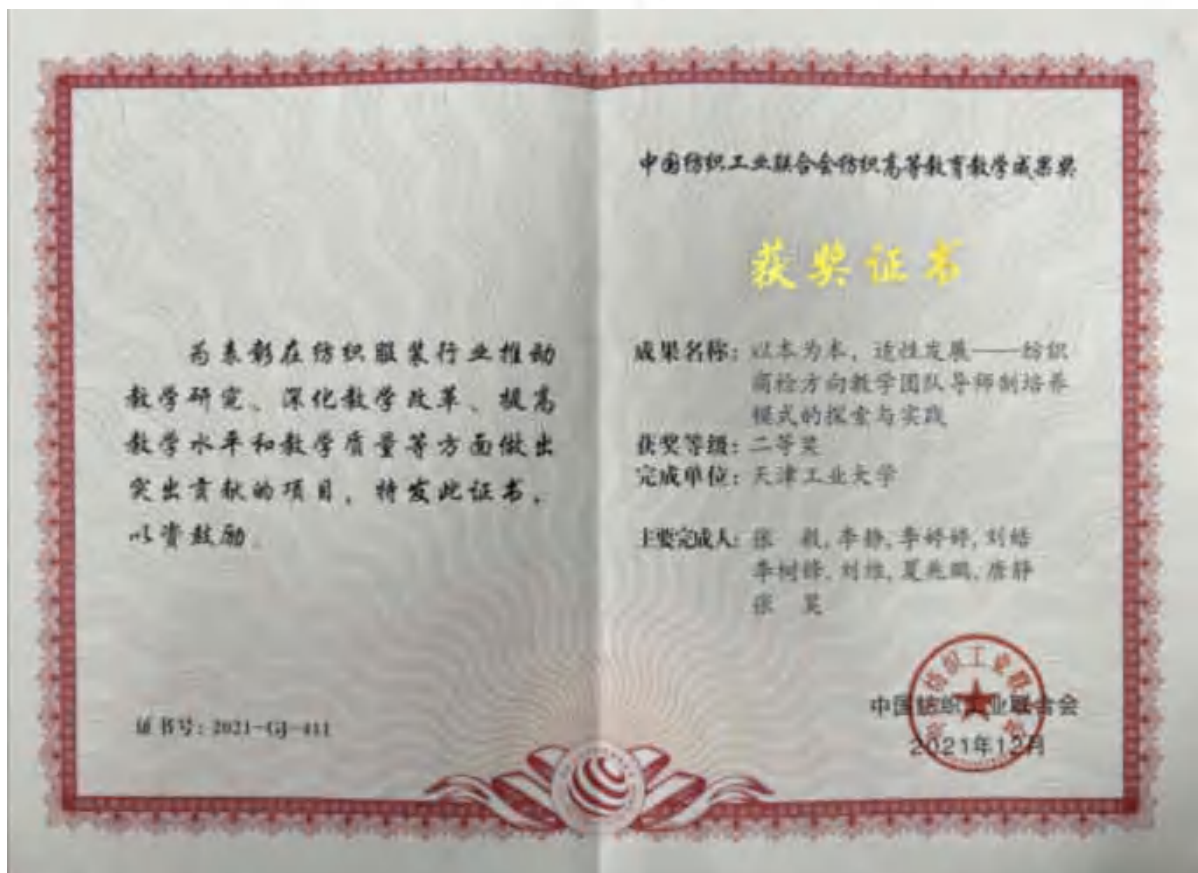 为表彰在纺织服装行业推动
教学研究、深化教学改革、提高
教学水平和教学质量等方面做出
突出贡献的项目，特发此证书，
以资鼓励。
证书号：2021-GJ-411
中国纺织工业联合会纺织高等教育教学成果奖
获奖证书
成果名称：以本为本，适性发展——纺织
商检方向教学团队导师制培养
模式的探索与实践
获奖等级：二等奖
完成单位：天津工业大学
主要完成人：张 毅，李静，李婷婷，刘皓
李树锋，刘维，夏兆鹏，唐静
张 昊
中国纺织工业联合会
2021年12月